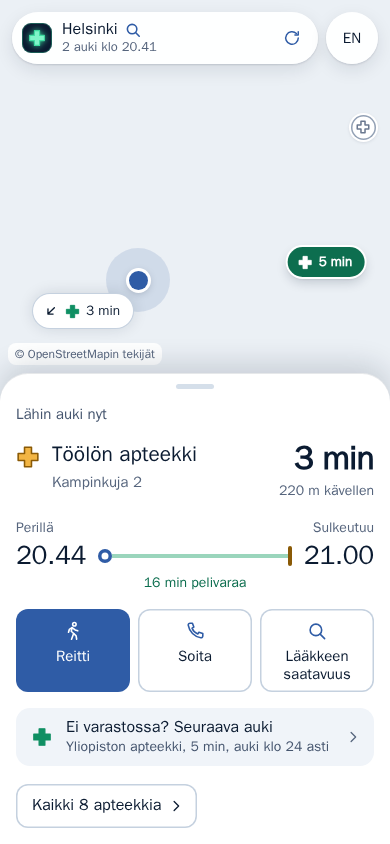 Helsinki
2 auki klo 20.41
EN
5 min
3 min
© OpenStreetMapin tekijät
Lähin auki nyt
Töölön apteekki
3 min
Kampinkuja 2
220 m kävellen
Perillä
Sulkeutuu
20.44
21.00
16 min pelivaraa
Reitti
Soita
Lääkkeen
saatavuus
Ei varastossa? Seuraava auki
Yliopiston apteekki, 5 min, auki klo 24 asti
Kaikki 8 apteekkia